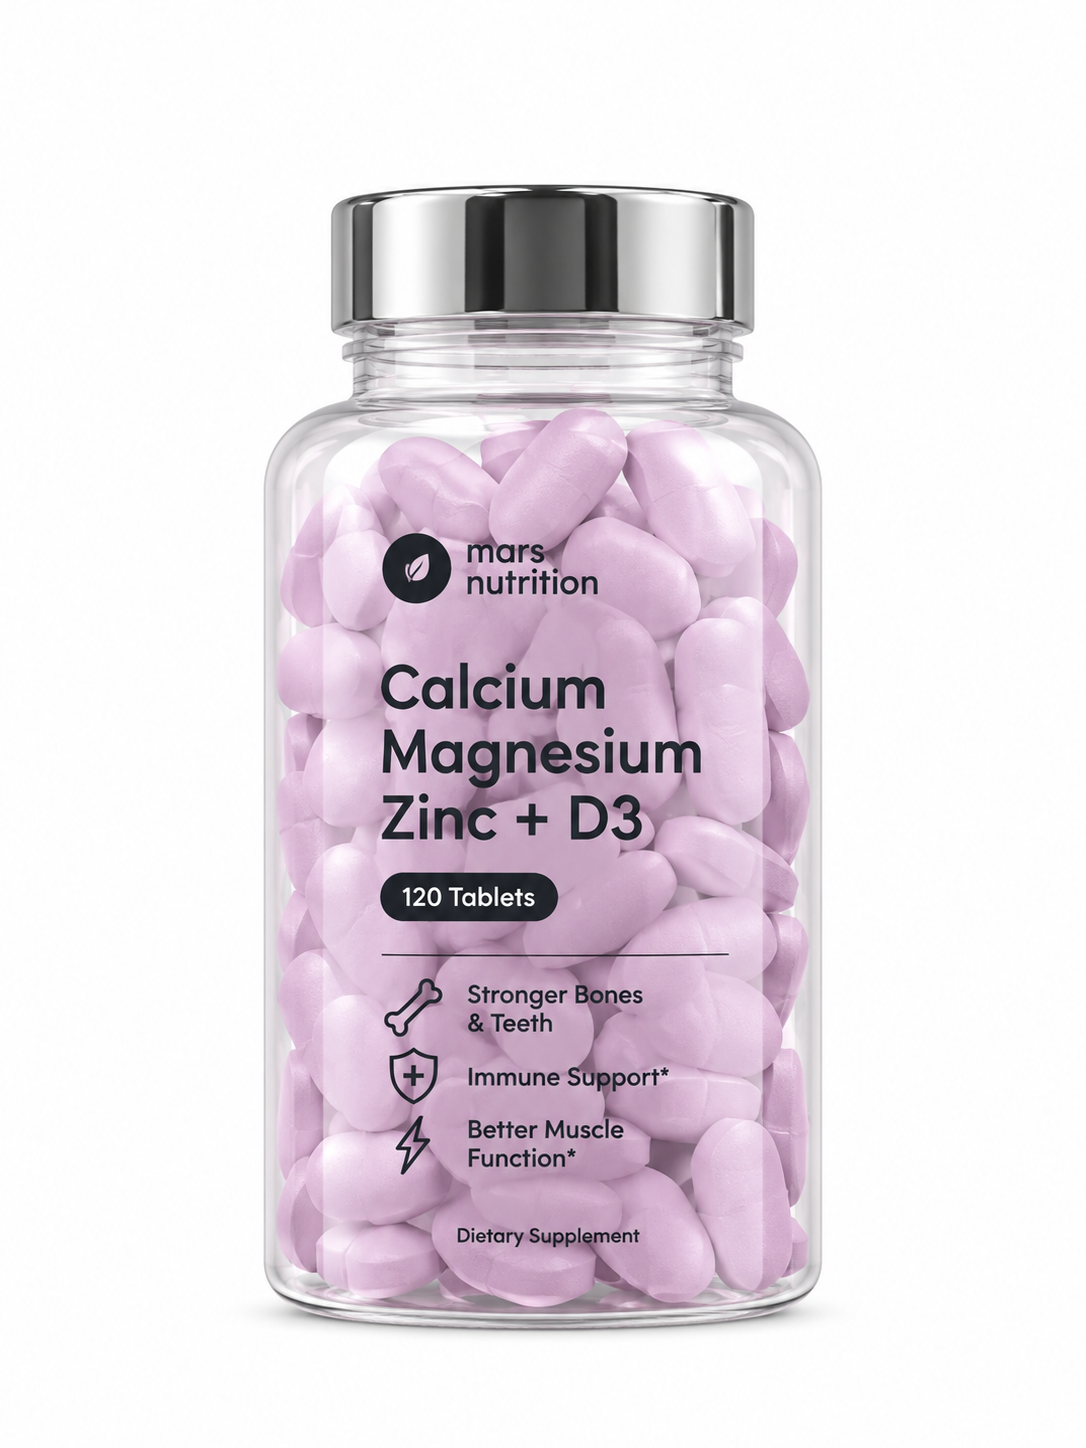 mars
nutrition
Calcium
Magnesium
Zinc + D3
120 Tablets
Stronger Bones
& Teeth
Immune Support*
Better Muscle
Function*
Dietary Supplement